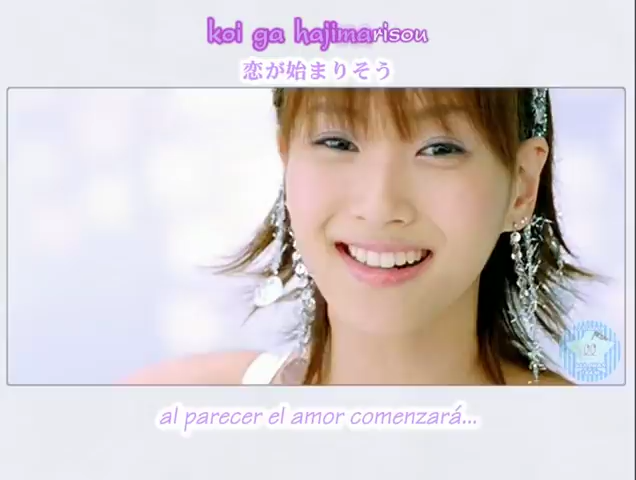 koi ga hajimarisou
恋が始まりそう
al parecer el amor comenzará...